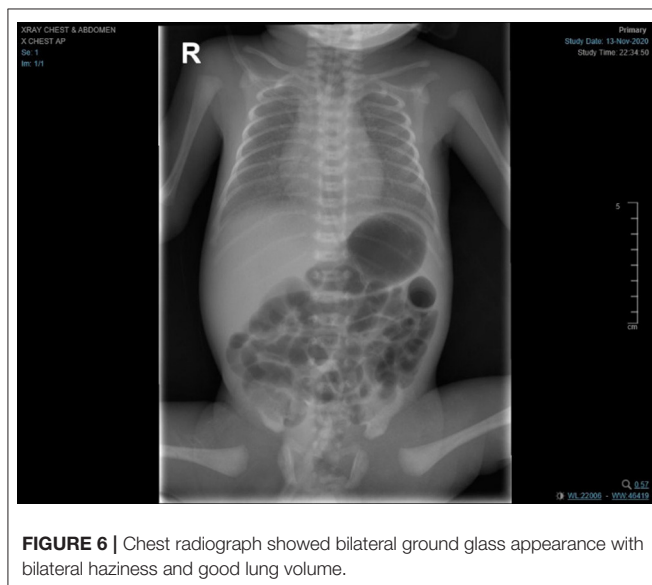 XRAY CHEST & ABDOMEN
X CHEST AP
Se: 1
Im: 1/1
Primary
Study Date: 13-Nov-2020
Study Time: 22:34:50
R
5
cm
0.57
WL:22006 - WW:46419
FIGURE 6 | Chest radiograph showed bilateral ground glass appearance with
bilateral haziness and good lung volume.